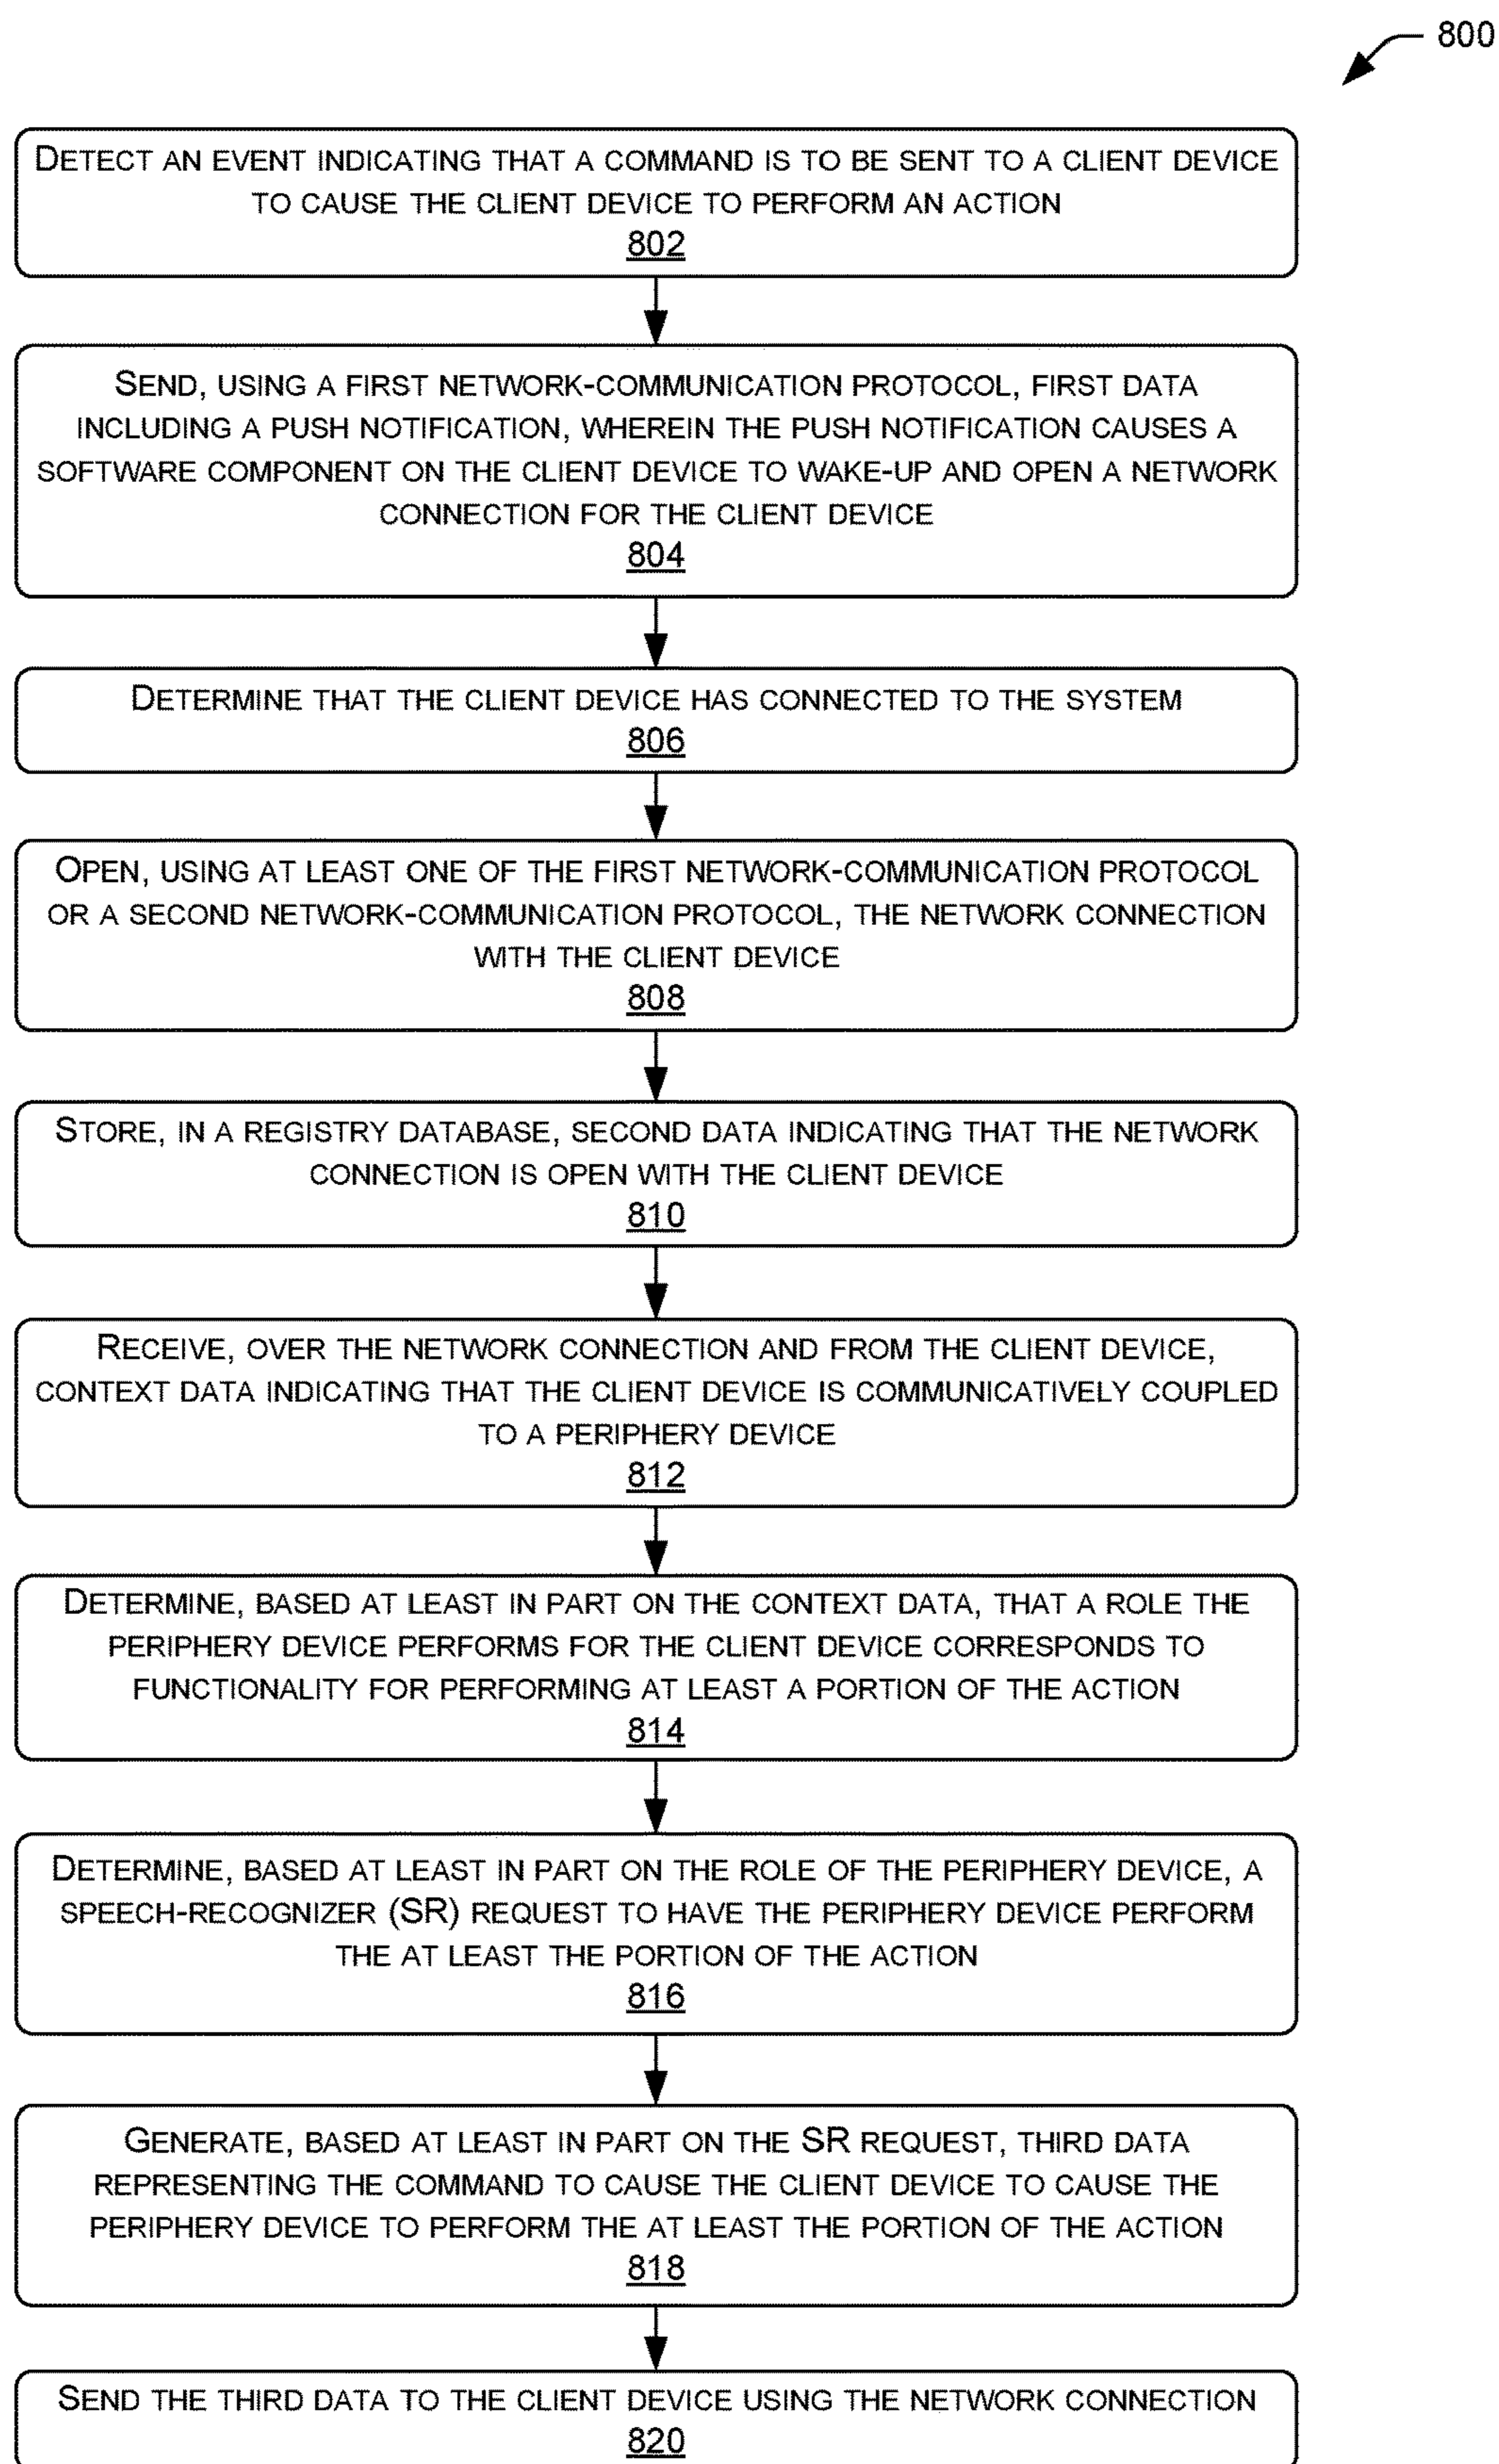 800
DETECT AN EVENT INDICATING THAT A COMMAND IS TO BE SENT TO A CLIENT DEVICE
TO CAUSE THE CLIENT DEVICE TO PERFORM AN ACTION
802
SEND, USING A FIRST NETWORK-COMMUNICATION PROTOCOL, FIRST DATA
INCLUDING A PUSH NOTIFICATION, WHEREIN THE PUSH NOTIFICATION CAUSES A
SOFTWARE COMPONENT ON THE CLIENT DEVICE TO WAKE-UP AND OPEN A NETWORK
CONNECTION FOR THE CLIENT DEVICE
804
DETERMINE THAT THE CLIENT DEVICE HAS CONNECTED TO THE SYSTEM
806
OPEN, USING AT LEAST ONE OF THE FIRST NETWORK-COMMUNICATION PROTOCOL
OR A SECOND NETWORK-COMMUNICATION PROTOCOL, THE NETWORK CONNECTION
WITH THE CLIENT DEVICE
808
STORE, IN A REGISTRY DATABASE, SECOND DATA INDICATING THAT THE NETWORK
CONNECTION IS OPEN WITH THE CLIENT DEVICE
810
RECEIVE, OVER THE NETWORK CONNECTION AND FROM THE CLIENT DEVICE,
CONTEXT DATA INDICATING THAT THE CLIENT DEVICE IS COMMUNICATIVELY COUPLED
TO A PERIPHERY DEVICE
812
DETERMINE, BASED AT LEAST IN PART ON THE CONTEXT DATA, THAT A ROLE THE
PERIPHERY DEVICE PERFORMS FOR THE CLIENT DEVICE CORRESPONDS TO
FUNCTIONALITY FOR PERFORMING AT LEAST A PORTION OF THE ACTION
814
DETERMINE, BASED AT LEAST IN PART ON THE ROLE OF THE PERIPHERY DEVICE, A
SPEECH-RECOGNIZER (SR) REQUEST TO HAVE THE PERIPHERY DEVICE PERFORM
THE AT LEAST THE PORTION OF THE ACTION
816
GENERATE, BASED AT LEAST IN PART ON THE SR REQUEST, THIRD DATA
REPRESENTING THE COMMAND TO CAUSE THE CLIENT DEVICE TO CAUSE THE
PERIPHERY DEVICE TO PERFORM THE AT LEAST THE PORTION OF THE ACTION
818
SEND THE THIRD DATA TO THE CLIENT DEVICE USING THE NETWORK CONNECTION
820